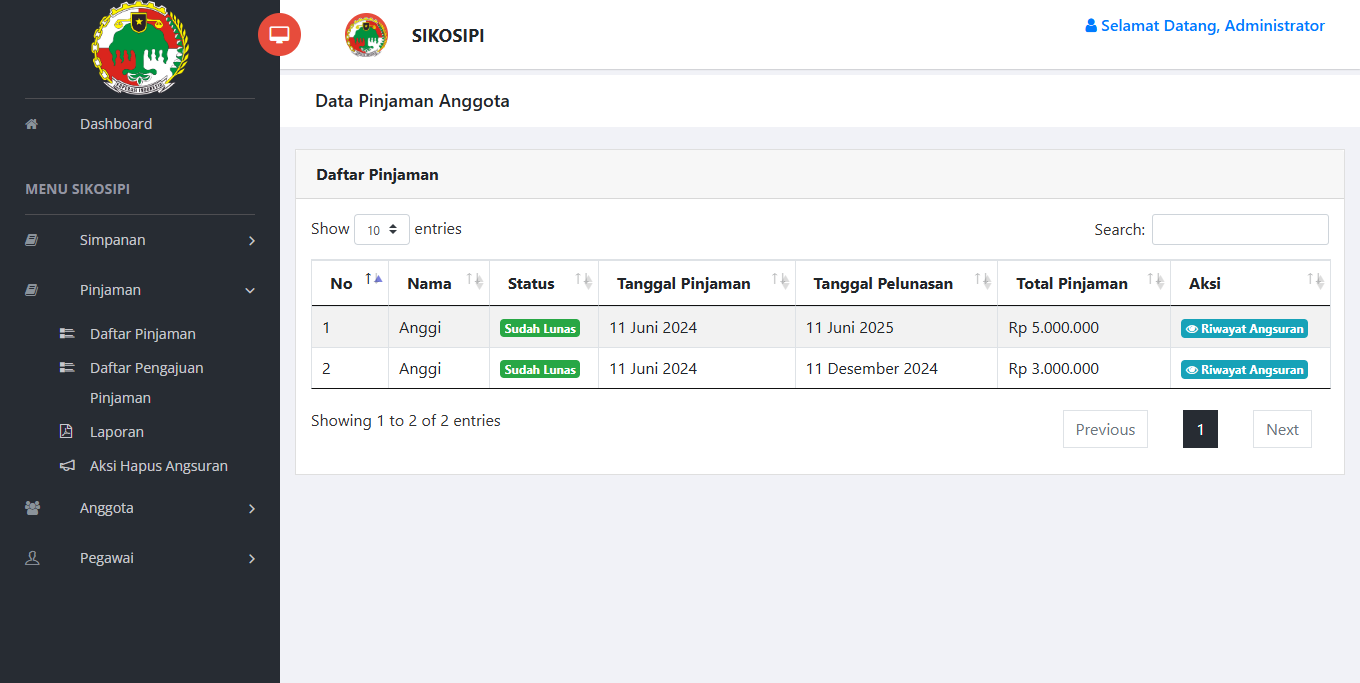 SIKOSIPI
Selamat Datang, Administrator
Dashboard
MENU SIKOSIPI
Simpanan
Pinjaman
Daftar Pinjaman
Daftar Pengajuan
Pinjaman
Laporan
Aksi Hapus Angsuran
Anggota
Pegawai
Data Pinjaman Anggota
Daftar Pinjaman
Show 10 entries
Search:
No Nama Status Tanggal Pinjaman Tanggal Pelunasan Total Pinjaman Aksi
1 Anggi Sudah Lunas 11 Juni 2024 11 Juni 2025 Rp 5.000.000 Riwayat Angsuran
2 Anggi Sudah Lunas 11 Juni 2024 11 Desember 2024 Rp 3.000.000 Riwayat Angsuran
Showing 1 to 2 of 2 entries
Previous 1 Next